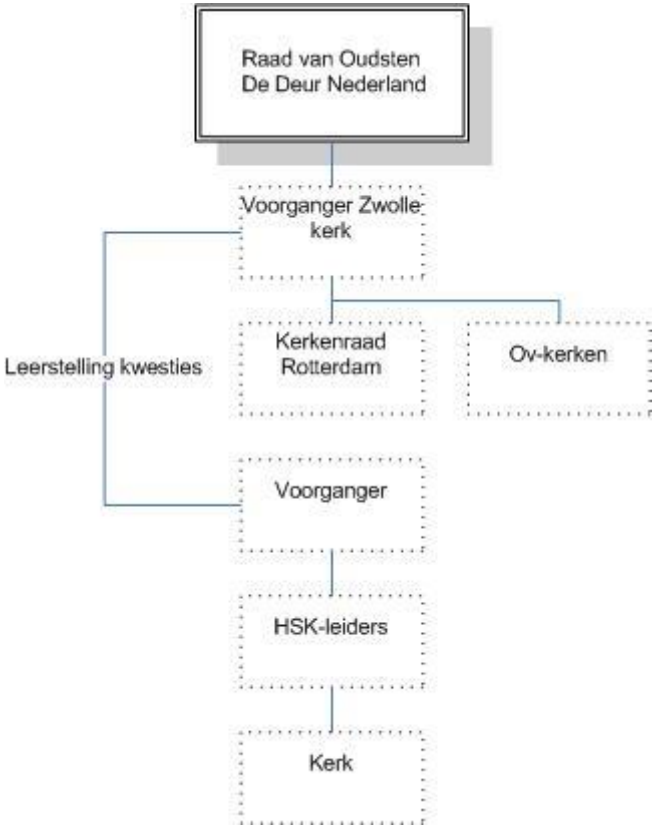 Raad van Oudsten
De Deur Nederland
Voorganger Zwolle
kerk
Kerkenraad
Rotterdam
Ov-kerken
Leerstelling kwesties
Voorganger
HSK-leiders
Kerk